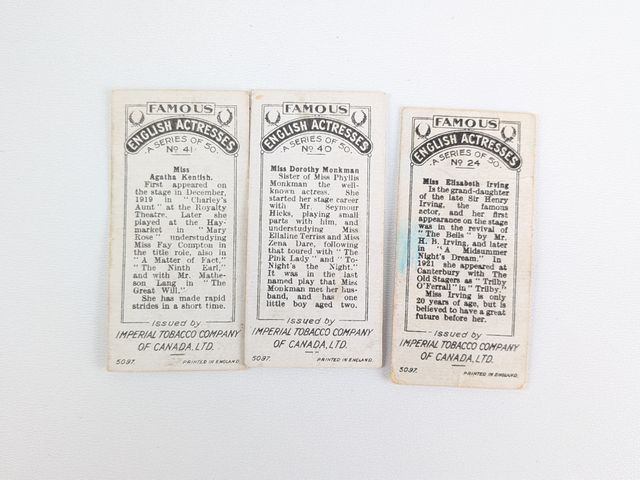 FAMOUS
ENGLISH ACTRESSES
A SERIES OF 50.
No 41
Miss
Agatha Kentish.
First appeared on
the stage in December,
1919 in "Charley's
Aunt" at the Royalty
Theatre. Later she
played at the Hay-
market in "Mary
Rose" understudying
Miss Fay Compton in
the title role, also in
"A Matter of Fact,"
"The Ninth Earl,"
and with Mr. Mathe-
son Lang in "The
Great Will."
She has made rapid
strides in a short time.
Issued by
IMPERIAL TOBACCO COMPANY
OF CANADA, LTD.
5097.
PRINTED IN ENGLAND.
FAMOUS
ENGLISH ACTRESSES
A SERIES OF 50.
No 40
Miss Dorothy Monkman
Sister of Miss Phyllis
Monkman the well-
known actress. She
started her stage career
with Mr. Seymour
Hicks, playing small
parts with him, and
understudying Miss
Ellaline Terriss and Miss
Zena Dare, following
that toured with "The
Pink Lady" and "To-
Night's the Night."
It was in the last
named play that Miss
Monkman met her hus-
band, and has one
little boy aged two.
Issued by
IMPERIAL TOBACCO COMPANY
OF CANADA, LTD.
5097.
PRINTED IN ENGLAND.
FAMOUS
ENGLISH ACTRESSES
A SERIES OF 50.
No 24
Miss Elizabeth Irving
Is the grand-daughter
of the late Sir Henry
Irving, the famous
actor, and her first
appearance on the stage
was in the revival of
"The Bells" by Mr.
H. B. Irving, and later
in "A Midsummer
Night's Dream." In
1921 she appeared at
Canterbury with The
Old Stagers as "Trilby
O'Ferrall" in "Trilby."
Miss Irving is only
20 years of age, but is
believed to have a great
future before her.
Issued by
IMPERIAL TOBACCO COMPANY
OF CANADA, LTD.
5097.
PRINTED IN ENGLAND.